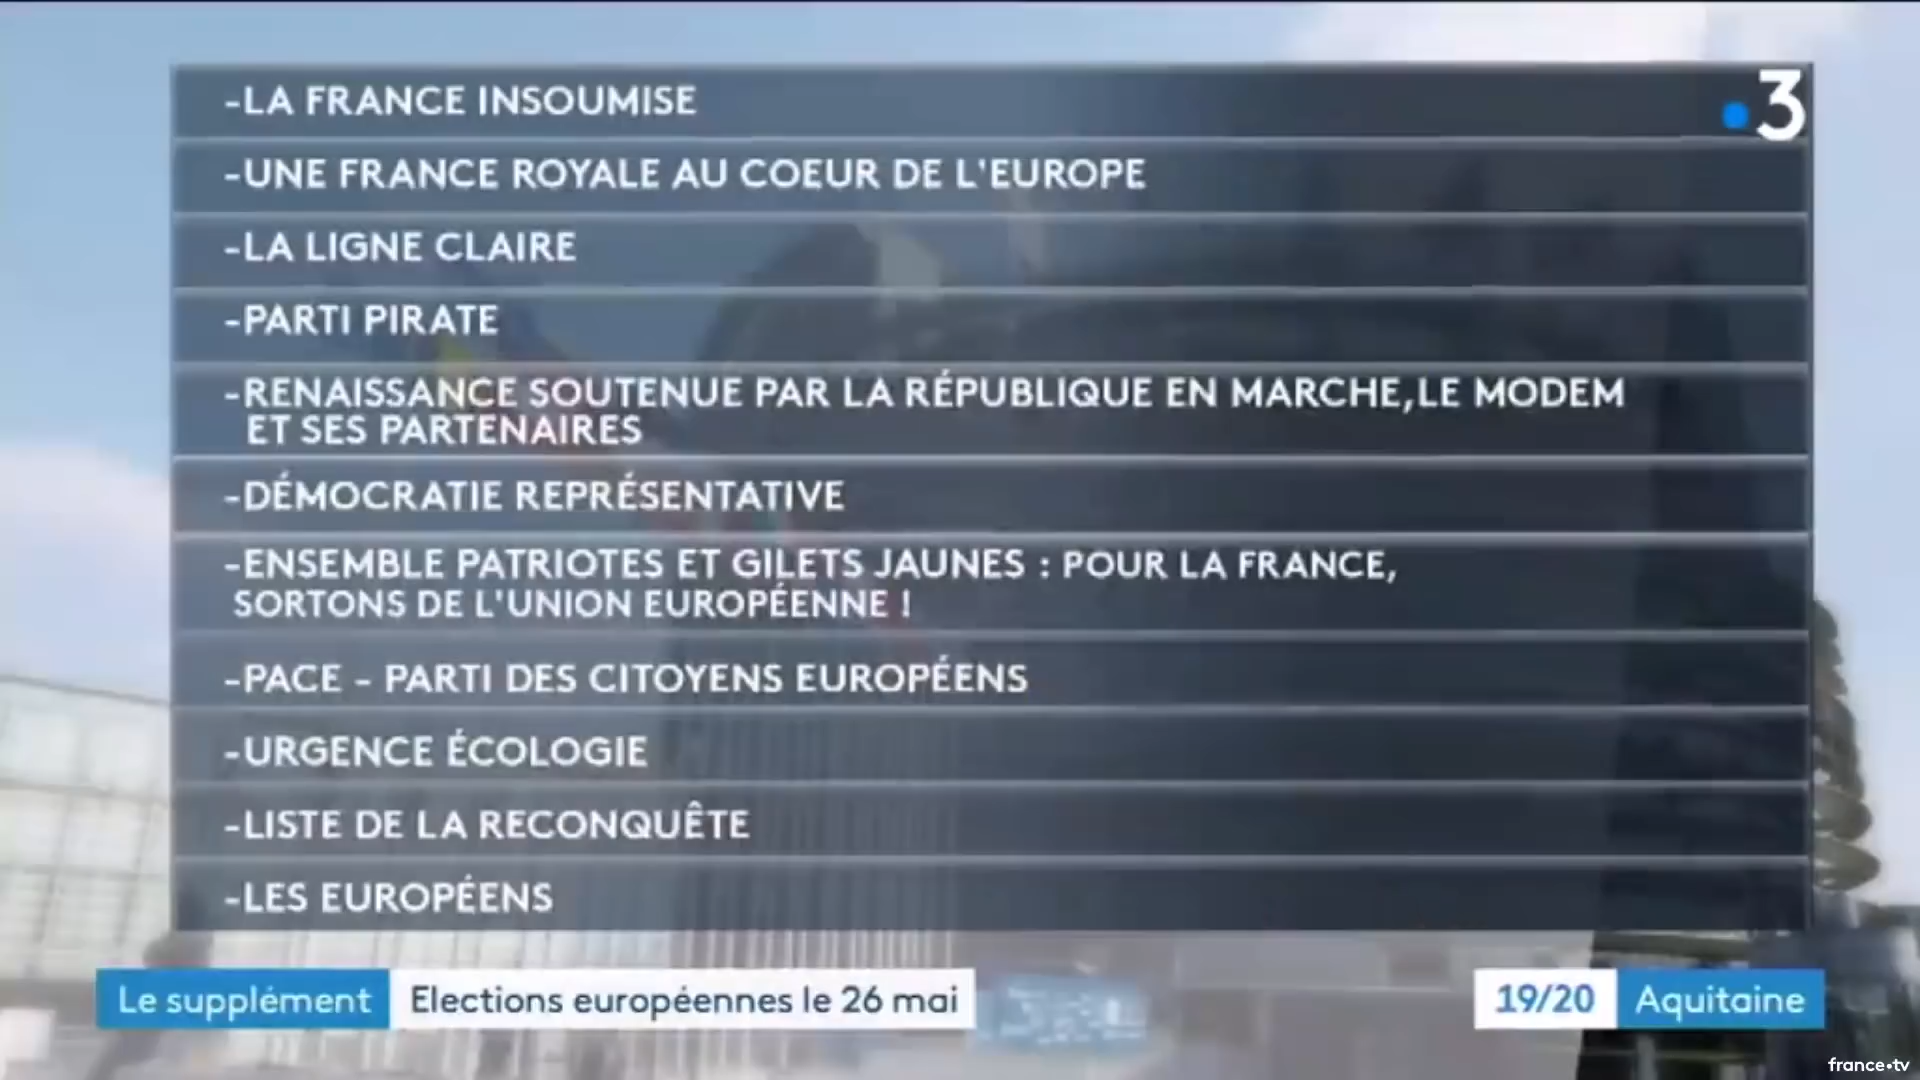 -LA FRANCE INSOUMISE
3
-UNE FRANCE ROYALE AU COEUR DE L'EUROPE
-LA LIGNE CLAIRE
-PARTI PIRATE
-RENAISSANCE SOUTENUE PAR LA RÉPUBLIQUE EN MARCHE,LE MODEM
ET SES PARTENAIRES
-DÉMOCRATIE REPRÉSENTATIVE
-ENSEMBLE PATRIOTES ET GILETS JAUNES : POUR LA FRANCE,
SORTONS DE L'UNION EUROPÉENNE !
-PACE - PARTI DES CITOYENS EUROPÉENS
-URGENCE ÉCOLOGIE
-LISTE DE LA RECONQUÊTE
-LES EUROPÉENS
Le supplément Elections européennes le 26 mai
19/20 Aquitaine
france•tv